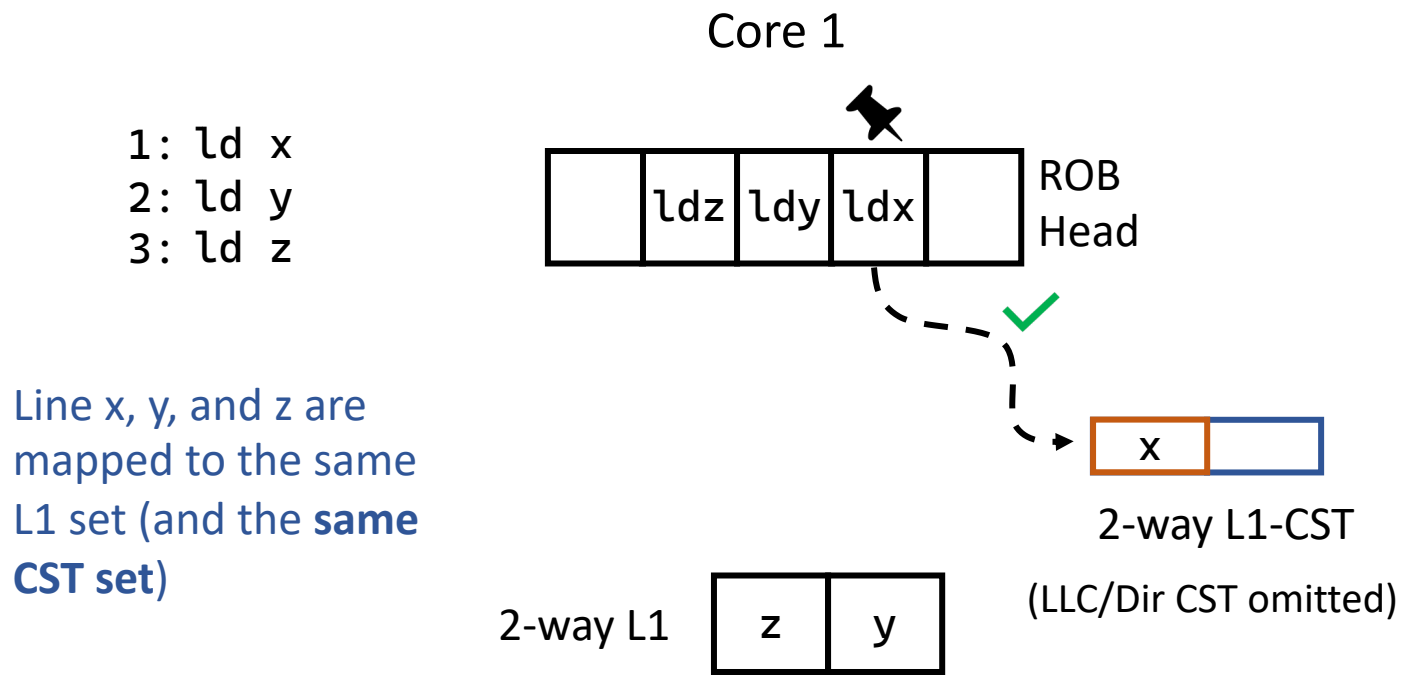 Core 1
1: ld x
2: ld y
3: ld z
ldz ldy ldx
ROB
Head
Line x, y, and z are
mapped to the same
L1 set (and the same
CST set)
x
2-way L1-CST
(LLC/Dir CST omitted)
2-way L1
z y